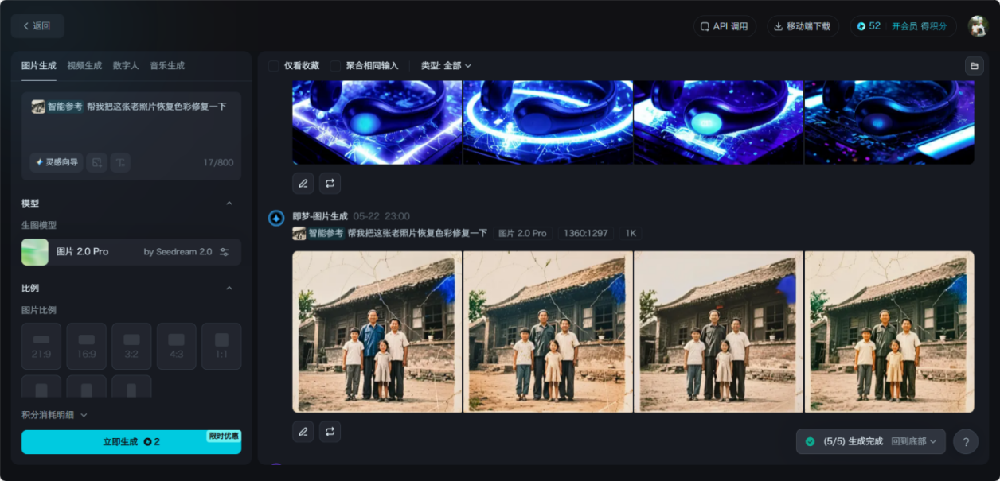 返回
API 调用
移动端下载
52
开会员 得积分
图片生成 视频生成 数字人 音乐生成
智能参考 帮我把这张老照片恢复色彩修复一下
灵感向导
17/800
模型
生图模型
图片 2.0 Pro
by Seedream 2.0
比例
图片比例
21:9 16:9 3:2 4:3 1:1
积分消耗明细
限时优惠
立即生成 2
仅看收藏 聚合相同输入 类型: 全部
即梦-图片生成 05-22 23:00
智能参考 帮我把这张老照片恢复色彩修复一下 图片 2.0 Pro 1360:1297 1K
(5/5) 生成完成 回到底部
?